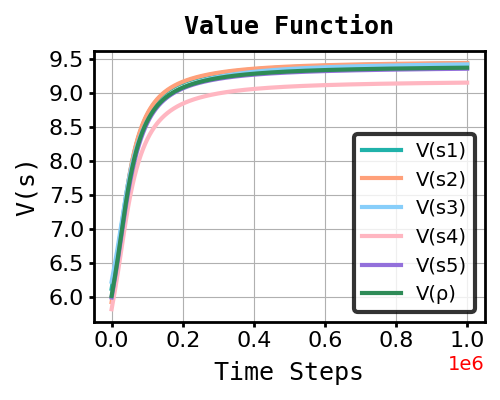 Value Function
V(s)
9.5
9.0
8.5
8.0
7.5
7.0
6.5
6.0
V(s1)
V(s2)
V(s3)
V(s4)
V(s5)
V(ρ)
0.0 0.2 0.4 0.6 0.8 1.0
1e6
Time Steps